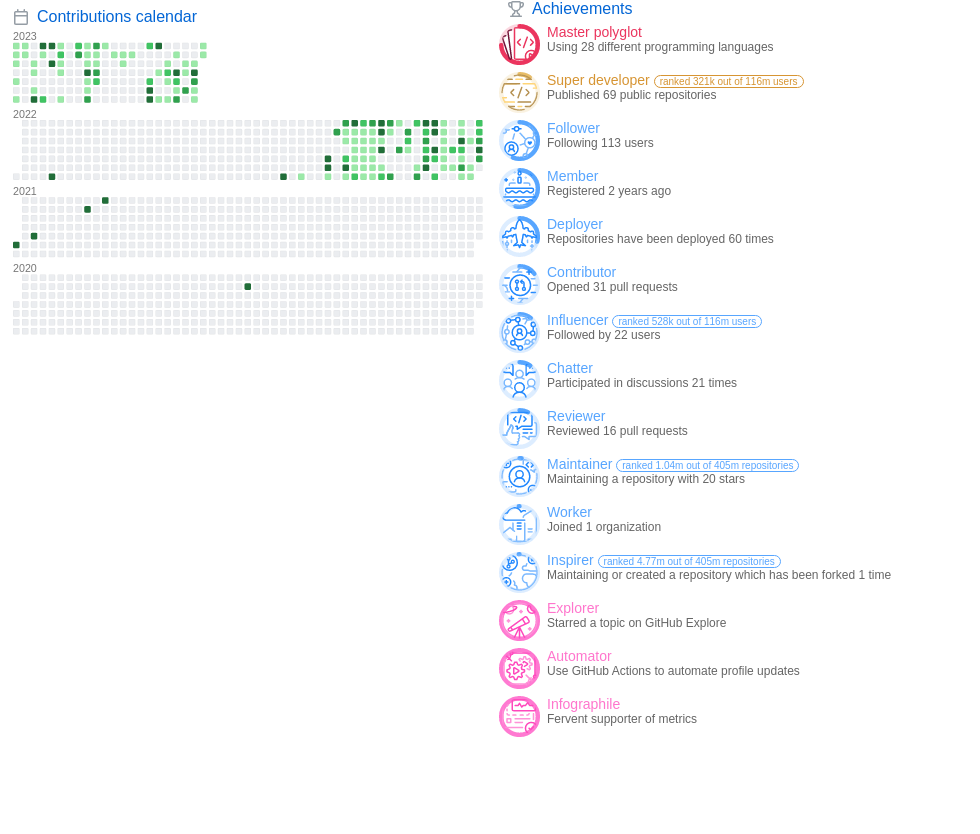 Contributions calendar
2023
2022
2021
2020
Achievements
Master polyglot
Using 28 different programming languages
Super developer ranked 321k out of 116m users
Published 69 public repositories
Follower
Following 113 users
Member
Registered 2 years ago
Deployer
Repositories have been deployed 60 times
Contributor
Opened 31 pull requests
Influencer ranked 528k out of 116m users
Followed by 22 users
Chatter
Participated in discussions 21 times
Reviewer
Reviewed 16 pull requests
Maintainer ranked 1.04m out of 405m repositories
Maintaining a repository with 20 stars
Worker
Joined 1 organization
Inspirer ranked 4.77m out of 405m repositories
Maintaining or created a repository which has been forked 1 time
Explorer
Starred a topic on GitHub Explore
Automator
Use GitHub Actions to automate profile updates
Infographile
Fervent supporter of metrics